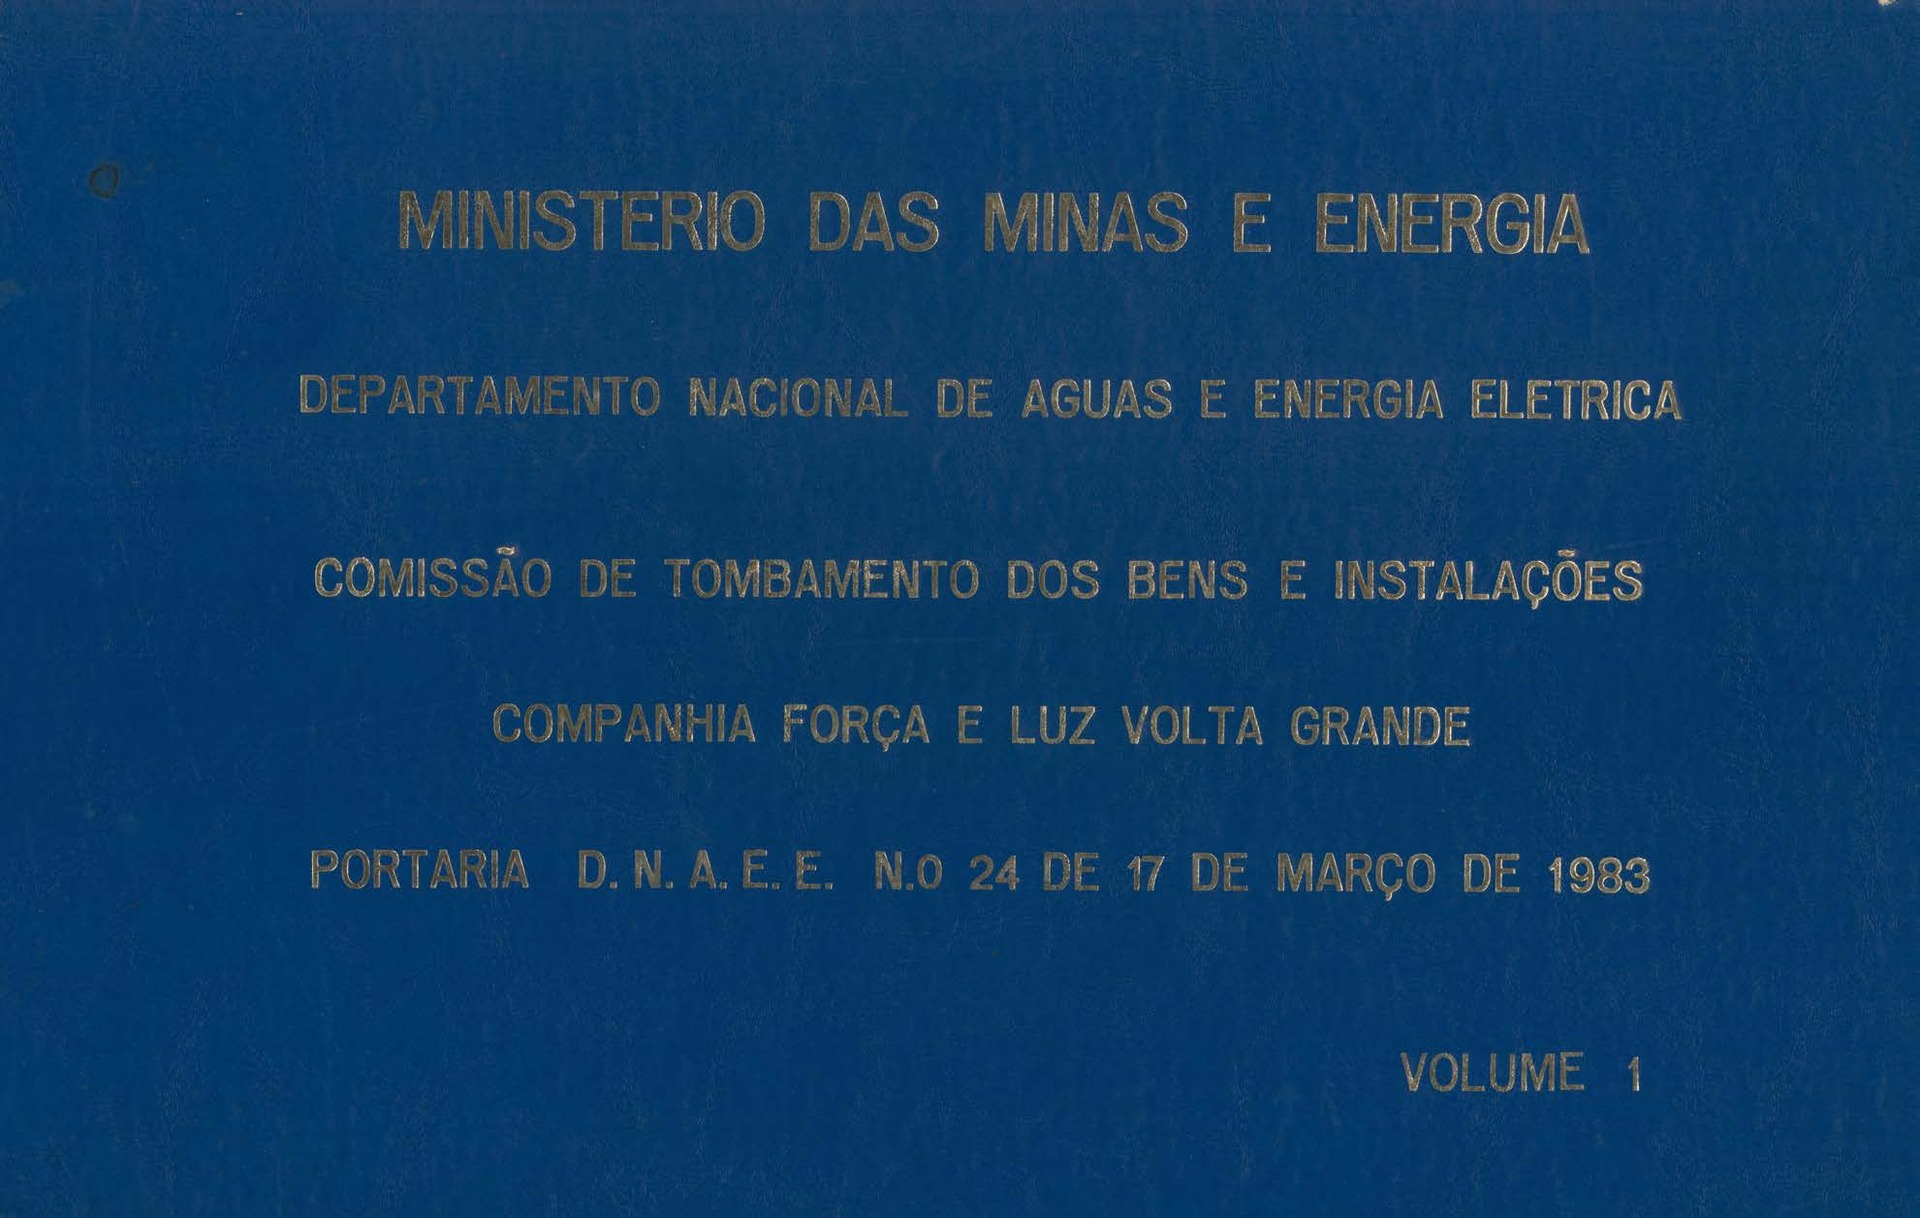 MINISTERIO DAS MINAS E ENERGIA
DEPARTAMENTO NACIONAL DE AGUAS E ENERGIA ELETRICA
COMISSÃO DE TOMBAMENTO DOS BENS E INSTALAÇÕES
COMPANHIA FORÇA E LUZ VOLTA GRANDE
PORTARIA D.N.A.E.E. N.O 24 DE 17 DE MARÇO DE 1983
VOLUME 1